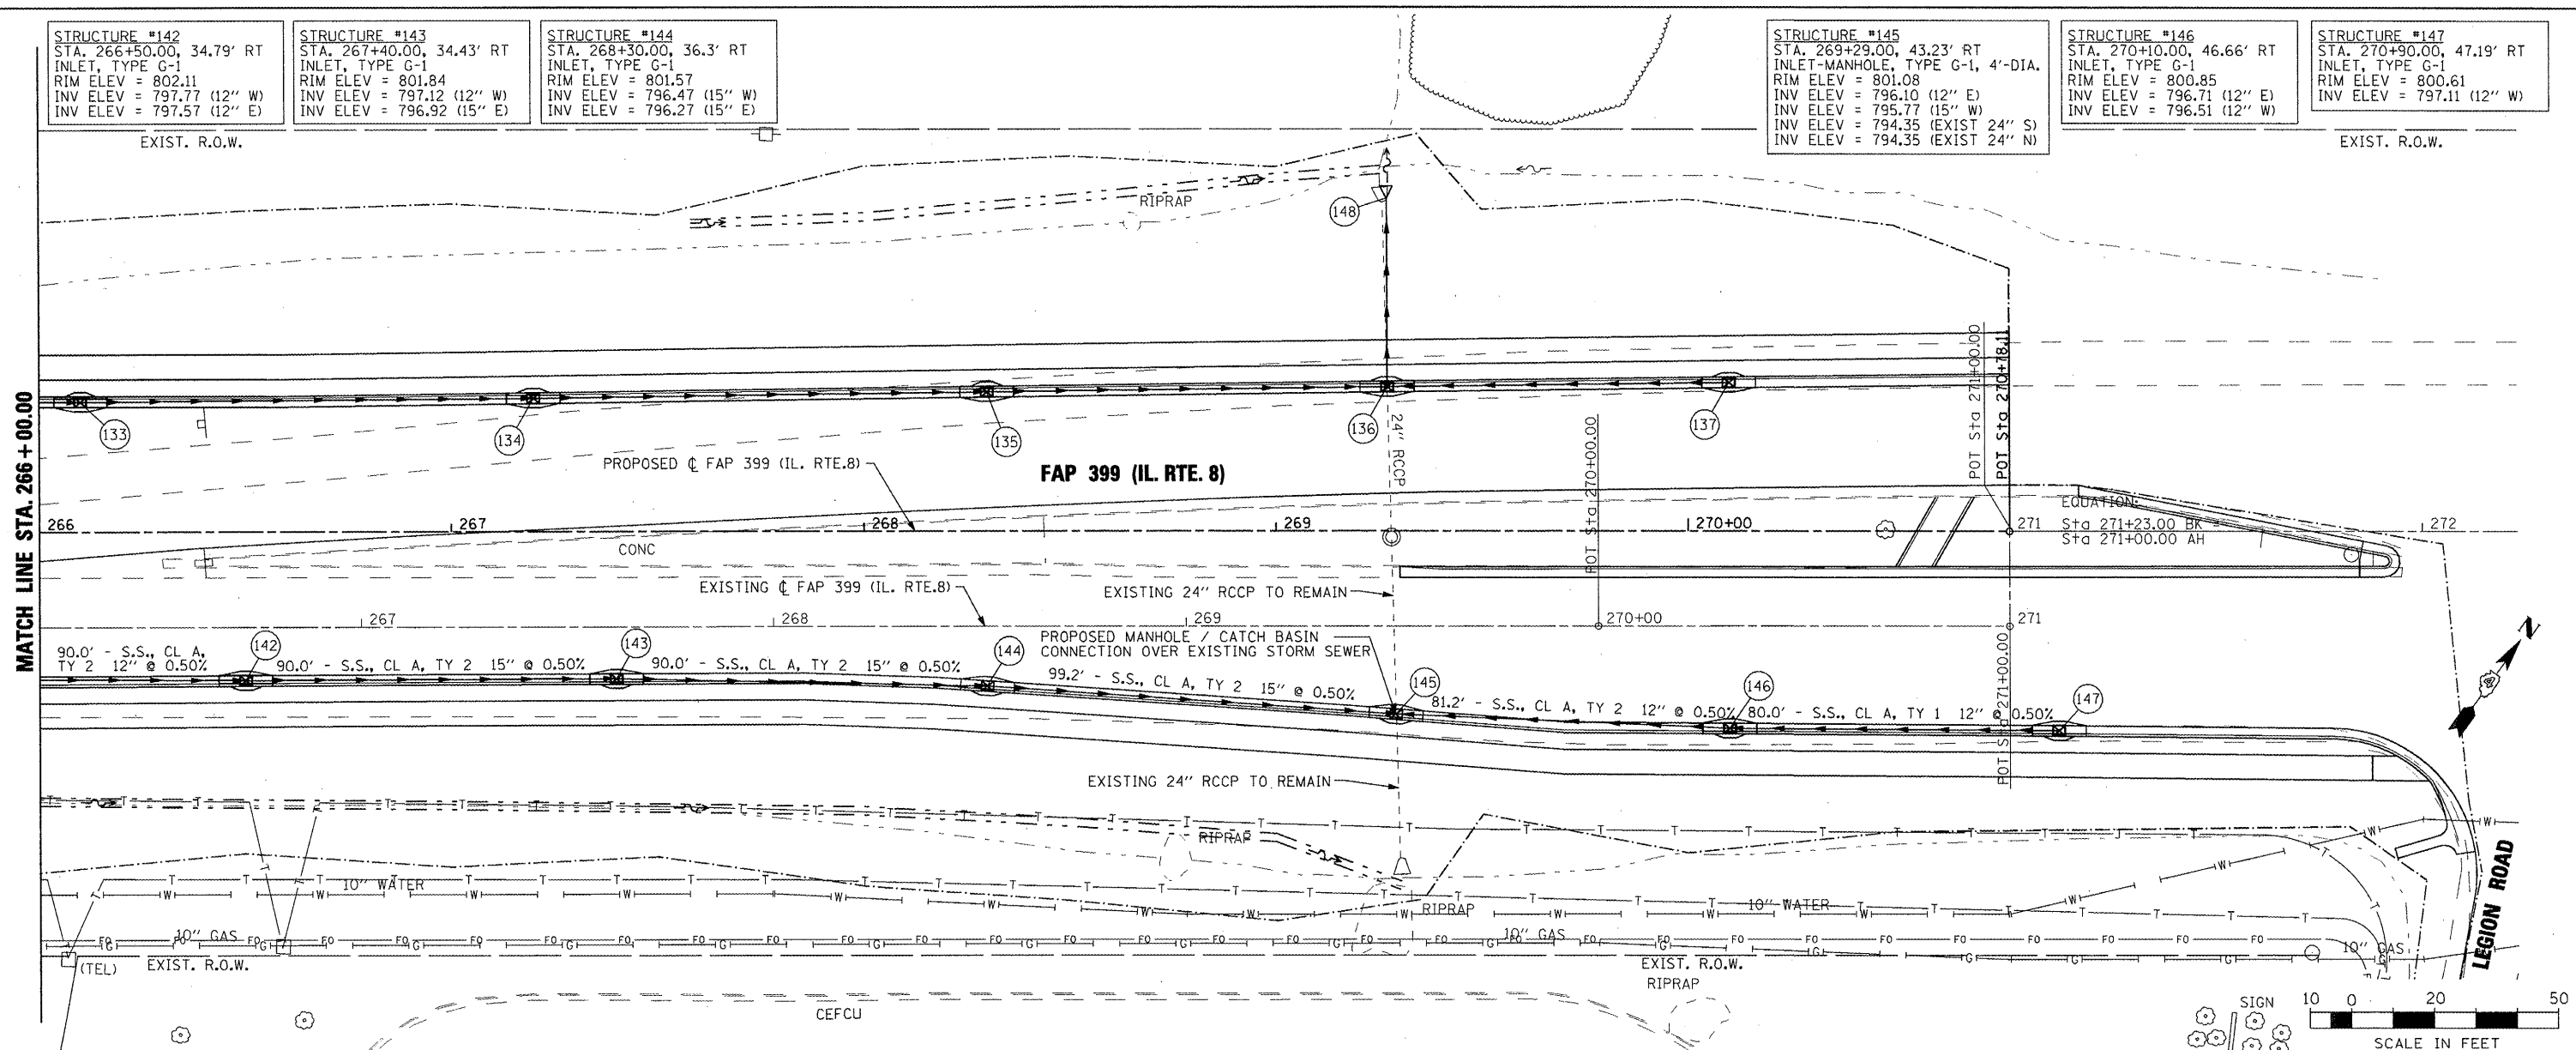 STRUCTURE #142
STA. 266+50.00, 34.79' RT
INLET, TYPE G-1
RIM ELEV = 802.11
INV ELEV = 797.77 (12" W)
INV ELEV = 797.57 (12" E)
STRUCTURE #143
STA. 267+40.00, 34.43' RT
INLET, TYPE G-1
RIM ELEV = 801.84
INV ELEV = 797.12 (12" W)
INV ELEV = 796.92 (15" E)
STRUCTURE #144
STA. 268+30.00, 36.3' RT
INLET, TYPE G-1
RIM ELEV = 801.57
INV ELEV = 796.47 (15" W)
INV ELEV = 796.27 (15" E)
STRUCTURE #145
STA. 269+29.00, 43.23' RT
INLET-MANHOLE, TYPE G-1, 4'-DIA.
RIM ELEV = 801.08
INV ELEV = 796.10 (12" E)
INV ELEV = 795.77 (15" W)
INV ELEV = 794.35 (EXIST 24" S)
INV ELEV = 794.35 (EXIST 24" N)
STRUCTURE #146
STA. 270+10.00, 46.66' RT
INLET, TYPE G-1
RIM ELEV = 800.85
INV ELEV = 796.71 (12" E)
INV ELEV = 796.51 (12" W)
STRUCTURE #147
STA. 270+90.00, 47.19' RT
INLET, TYPE G-1
RIM ELEV = 800.61
INV ELEV = 797.11 (12" W)
EXIST. R.O.W.
EXIST. R.O.W.
RIPRAP
148
133
134
135
136
137
MATCH LINE STA. 266+00.00
24" RCCP
POT Sta 270+00.00
POT Sta 271+00.00
POT Sta 270+78.11
PROPOSED ℄ FAP 399 (IL. RTE.8)
FAP 399 (IL. RTE. 8)
266
267
268
269
270+00
271
272
EQUATION:
Sta 271+23.00 BK =
Sta 271+00.00 AH
CONC
EXISTING ℄ FAP 399 (IL. RTE.8)
EXISTING 24" RCCP TO REMAIN
267
268
269
270+00
271
PROPOSED MANHOLE / CATCH BASIN
CONNECTION OVER EXISTING STORM SEWER
90.0' - S.S., CL A,
TY 2 12" @ 0.50%
142
90.0' - S.S., CL A, TY 2 15" @ 0.50%
143
90.0' - S.S., CL A, TY 2 15" @ 0.50%
144
99.2' - S.S., CL A, TY 2 15" @ 0.50%
145
81.2' - S.S., CL A, TY 2 12" @ 0.50%
146
80.0' - S.S., CL A, TY 1 12" @ 0.50%
147
POT Sta 271+00.00
N
EXISTING 24" RCCP TO REMAIN
RIPRAP
10" WATER
RIPRAP
10" WATER
10" GAS
10" GAS
10" GAS
(TEL)
EXIST. R.O.W.
EXIST. R.O.W.
RIPRAP
CEFCU
LEGION ROAD
SIGN
10 0 20 50
SCALE IN FEET